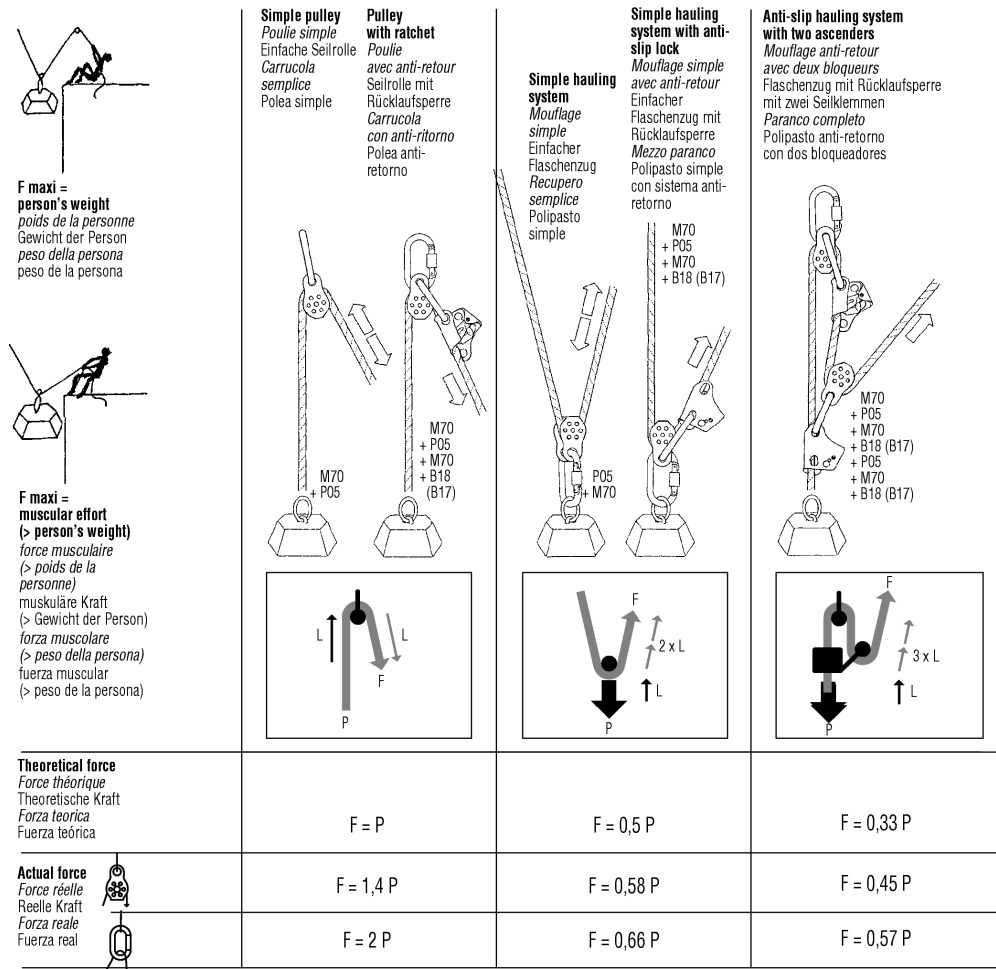 F maxi =
person's weight
poids de la personne
Gewicht der Person
peso della persona
peso de la persona
F maxi =
muscular effort
(> person's weight)
force musculaire
(> poids de la
personne)
muskuläre Kraft
(> Gewicht der Person)
forza muscolare
(> peso della persona)
fuerza muscular
(> peso de la persona)
Simple pulley
Poulie simple
Einfache Seilrolle
Carrucola
semplice
Polea simple
M70
+ P05
Pulley
with ratchet
Poulie
avec anti-retour
Seilrolle mit
Rücklaufsperre
Carrucola
con anti-ritorno
Polea anti-
retorno
M70
+ P05
+ M70
+ B18
(B17)
L
L
F
P
Simple hauling
system
Mouflage
simple
Einfacher
Flaschenzug
Recupero
semplice
Polipasto
simple
P05
+ M70
Simple hauling
system with anti-
slip lock
Mouflage simple
avec anti-retour
Einfacher
Flaschenzug mit
Rücklaufsperre
Mezzo paranco
Polipasto simple
con sistema anti-
retorno
M70
+ P05
+ M70
+ B18 (B17)
F
2 x L
L
P
Anti-slip hauling system
with two ascenders
Mouflage anti-retour
avec deux bloqueurs
Flaschenzug mit Rücklaufsperre
mit zwei Seilklemmen
Paranco completo
Polipasto anti-retorno
con dos bloqueadores
M70
+ P05
+ M70
+ B18 (B17)
+ P05
+ M70
+ B18 (B17)
F
3 x L
L
P
Theoretical force
Force théorique
Theoretische Kraft
Forza teorica
Fuerza teórica
F = P
F = 0,5 P
F = 0,33 P
Actual force
Force réelle
Reelle Kraft
Forza reale
Fuerza real
F = 1,4 P
F = 0,58 P
F = 0,45 P
F = 2 P
F = 0,66 P
F = 0,57 P